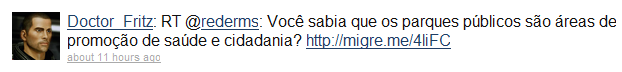 Doctor_Fritz: RT @rederms: Você sabia que os parques públicos são áreas de
promoção de saúde e cidadania? http://migre.me/4liFC
about 11 hours ago